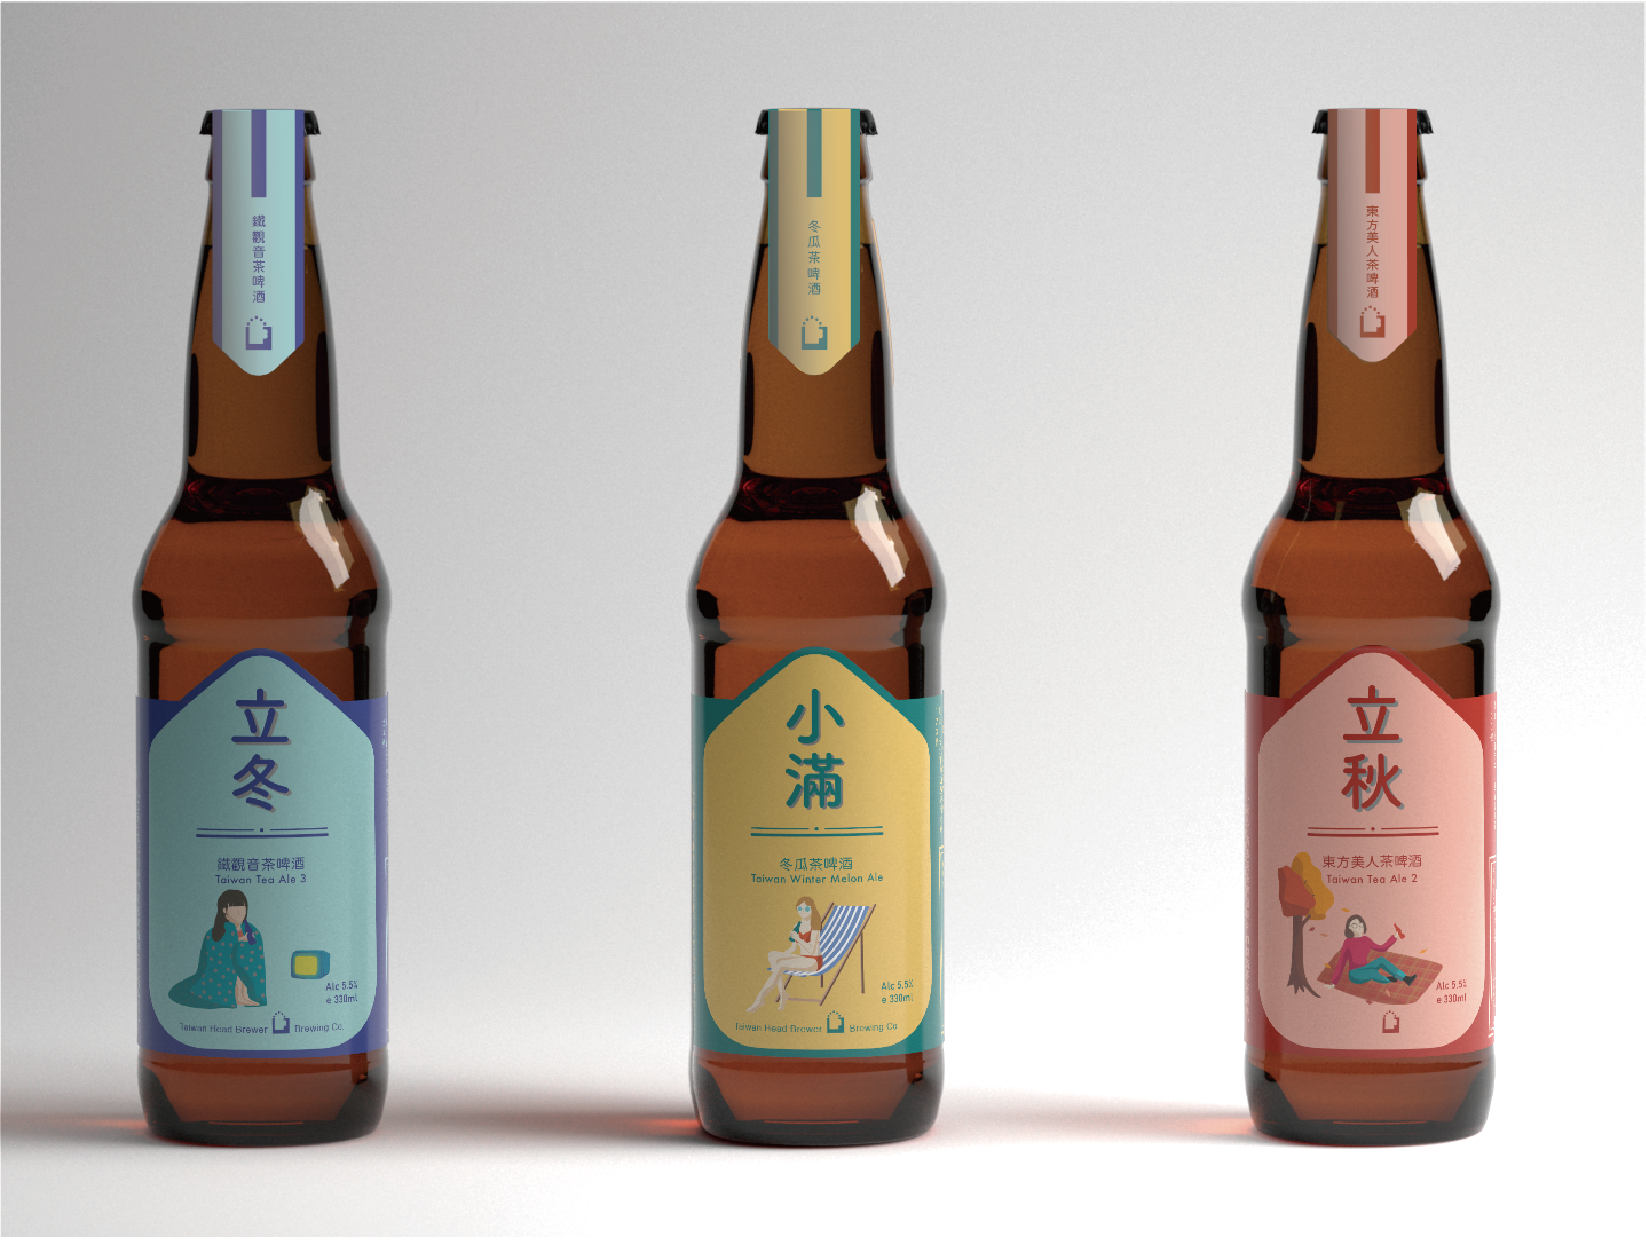 鐵觀音茶啤酒
立冬
鐵觀音茶啤酒
Taiwan Tea Ale 3
Alc 5.5%
e 330ml
Taiwan Head Brewer Brewing Co.
冬瓜茶啤酒
小滿
冬瓜茶啤酒
Taiwan Winter Melon Ale
Alc 5.5%
e 330ml
Taiwan Head Brewer Brewing Co.
東方美人茶啤酒
立秋
東方美人茶啤酒
Taiwan Tea Ale 2
Alc 5.5%
e 330ml